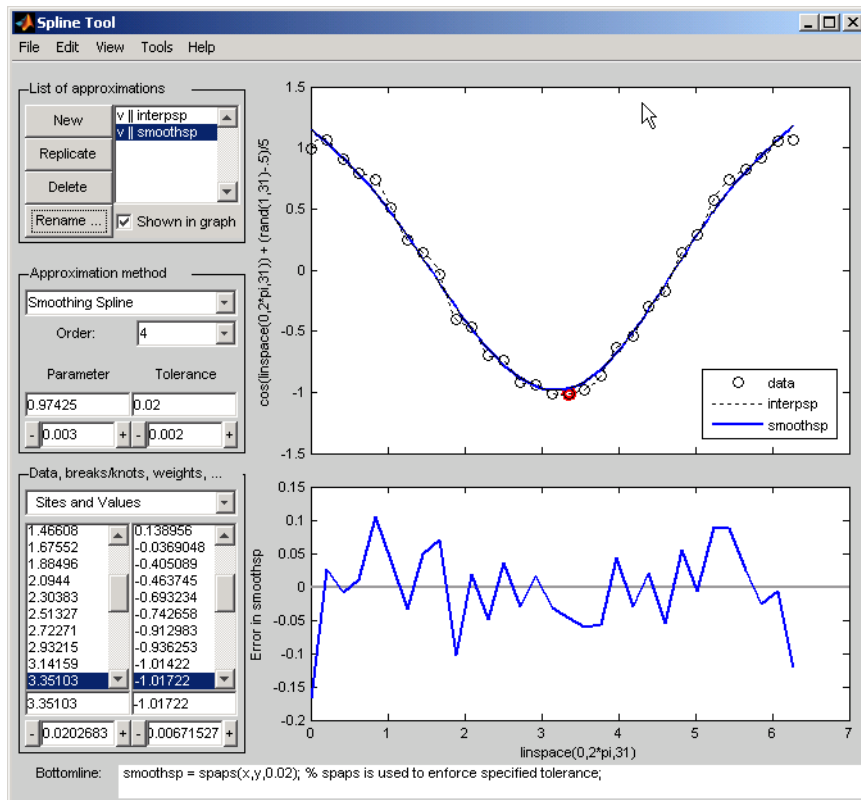 Spline Tool
File Edit View Tools Help
List of approximations
New
Replicate
Delete
Rename ...
v || interpsp
v || smoothsp
Shown in graph
Approximation method
Smoothing Spline
Order: 4
Parameter Tolerance
0.97425 0.02
- 0.003 + - 0.002 +
Data, breaks/knots, weights, ...
Sites and Values
1.46608 0.138956
1.67552 -0.0369048
1.88496 -0.405089
2.0944 -0.463745
2.30383 -0.693234
2.51327 -0.742658
2.72271 -0.912983
2.93215 -0.936253
3.14159 -1.01422
3.35103 -1.01722
3.35103 -1.01722
- 0.0202683 + - 0.00671527 +
cos(linspace(0,2*pi,31)) + (rand(1,31)-.5)/5
1.5
1
0.5
0
-0.5
-1
-1.5
data
interpsp
smoothsp
Error in smoothsp
0.15
0.1
0.05
0
-0.05
-0.1
-0.15
-0.2
0 1 2 3 4 5 6 7
linspace(0,2*pi,31)
Bottomline: smoothsp = spaps(x,y,0.02); % spaps is used to enforce specified tolerance;